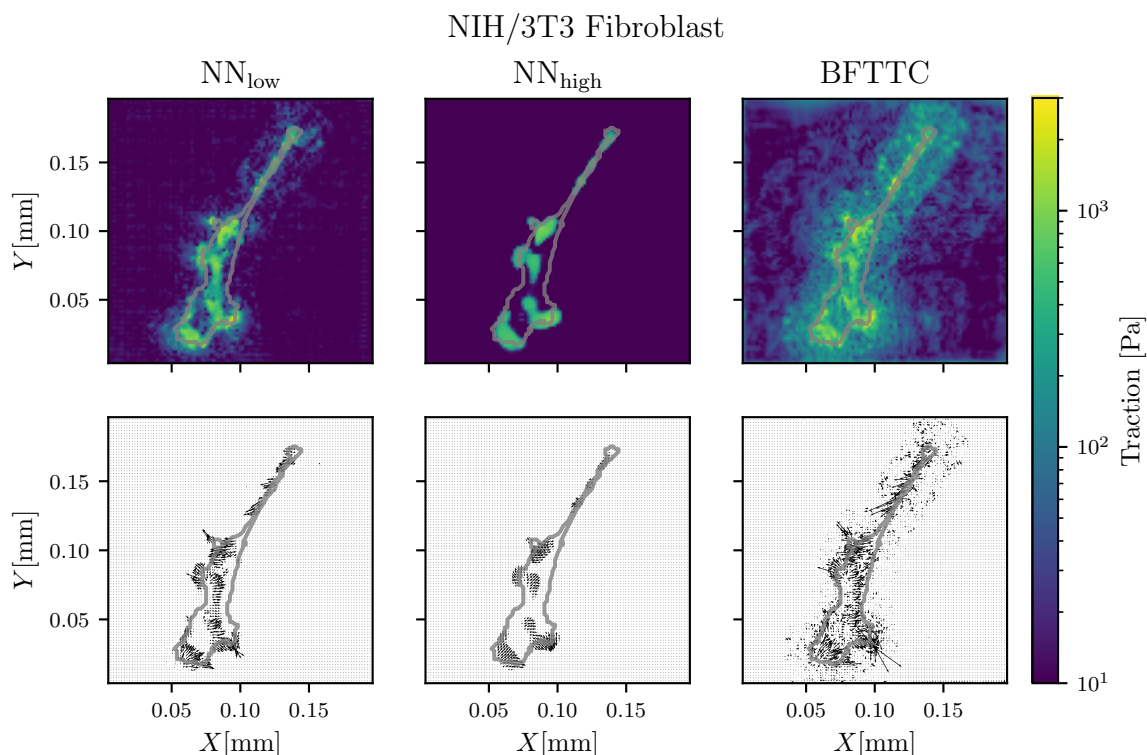 NIH/3T3 Fibroblast
NN_low NN_high BFTTC
Y[mm]
0.15
0.10
0.05
10^3
10^2
10^1
Traction [Pa]
Y[mm]
0.15
0.10
0.05
0.05 0.10 0.15 0.05 0.10 0.15 0.05 0.10 0.15
X[mm] X[mm] X[mm]